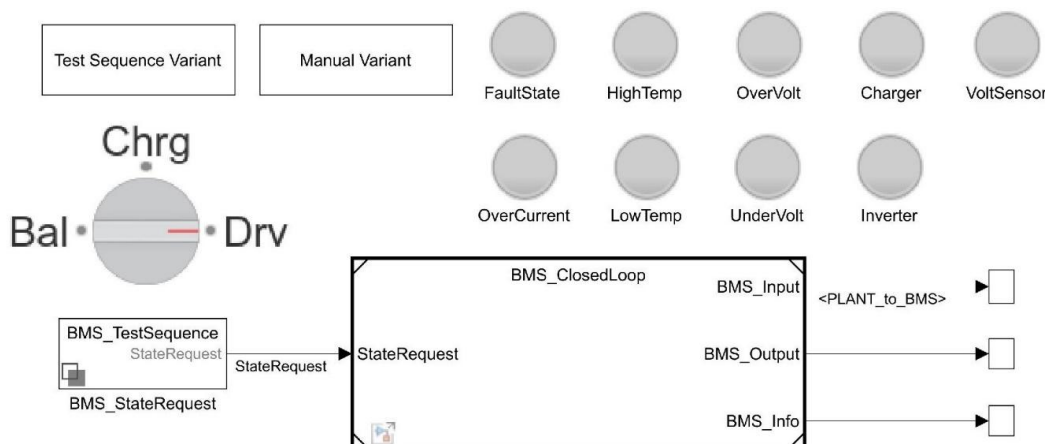 Test Sequence Variant
Manual Variant
FaultState
HighTemp
OverVolt
Charger
VoltSensor
OverCurrent
LowTemp
UnderVolt
Inverter
Chrg
Bal
Drv
BMS_TestSequence
StateRequest
BMS_StateRequest
StateRequest
BMS_ClosedLoop
StateRequest
BMS_Input
BMS_Output
BMS_Info
<PLANT_to_BMS>